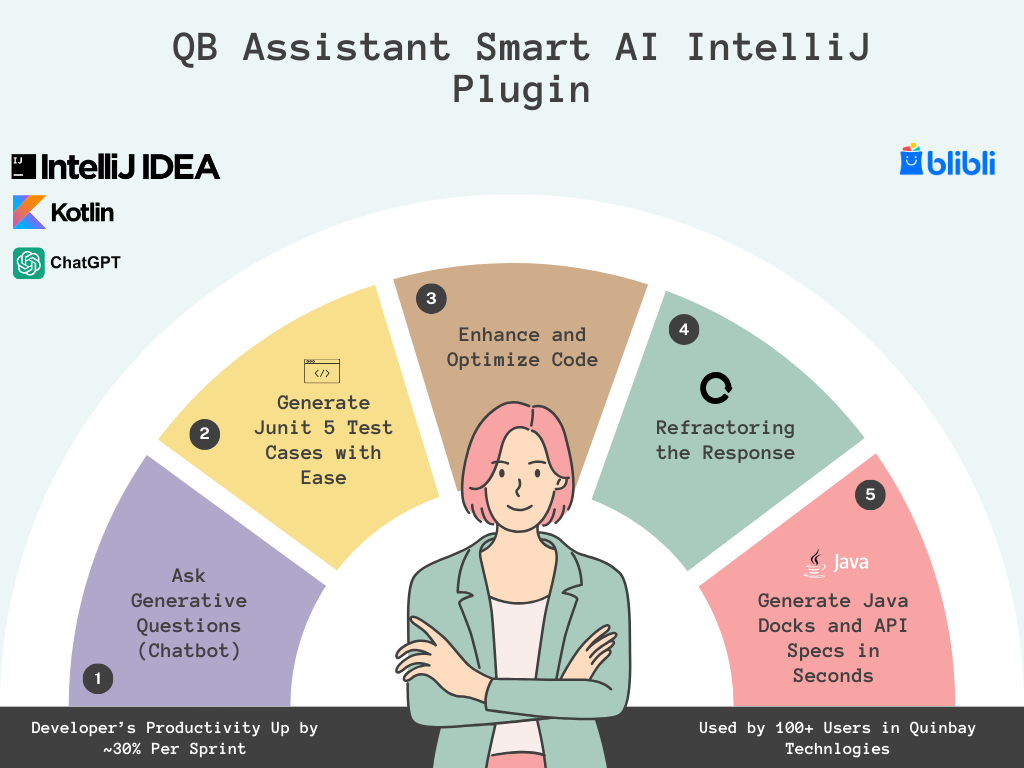 QB Assistant Smart AI IntelliJ
Plugin
IJ
IntelliJ IDEA
Kotlin
ChatGPT
blibli
1
Ask
Generative
Questions
(Chatbot)
2
</>
Generate
Junit 5 Test
Cases with
Ease
3
Enhance and
Optimize Code
4
Refractoring
the Response
5
Java
Generate Java
Docks and API
Specs in
Seconds
Developer's Productivity Up by
~30% Per Sprint
Used by 100+ Users in Quinbay
Technlogies